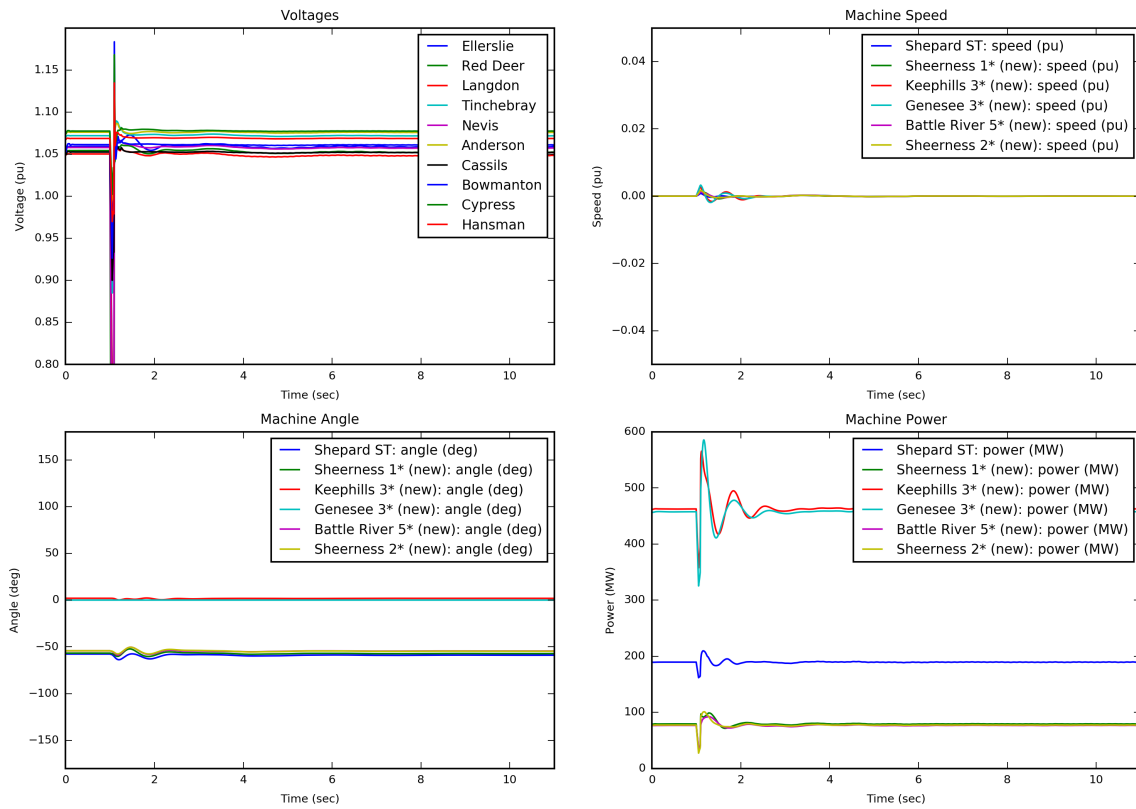 Voltages
1.15
1.10
1.05
1.00
0.95
0.90
0.85
0.80
Voltage (pu)
0
2
4
6
8
10
Time (sec)
Ellerslie
Red Deer
Langdon
Tinchebray
Nevis
Anderson
Cassils
Bowmanton
Cypress
Hansman
Machine Speed
0.04
0.02
0.00
−0.02
−0.04
Speed (pu)
0
2
4
6
8
10
Time (sec)
Shepard ST: speed (pu)
Sheerness 1* (new): speed (pu)
Keephills 3* (new): speed (pu)
Genesee 3* (new): speed (pu)
Battle River 5* (new): speed (pu)
Sheerness 2* (new): speed (pu)
Machine Angle
150
100
50
0
−50
−100
−150
Angle (deg)
0
2
4
6
8
10
Time (sec)
Shepard ST: angle (deg)
Sheerness 1* (new): angle (deg)
Keephills 3* (new): angle (deg)
Genesee 3* (new): angle (deg)
Battle River 5* (new): angle (deg)
Sheerness 2* (new): angle (deg)
Machine Power
600
500
400
300
200
100
0
Power (MW)
0
2
4
6
8
10
Time (sec)
Shepard ST: power (MW)
Sheerness 1* (new): power (MW)
Keephills 3* (new): power (MW)
Genesee 3* (new): power (MW)
Battle River 5* (new): power (MW)
Sheerness 2* (new): power (MW)